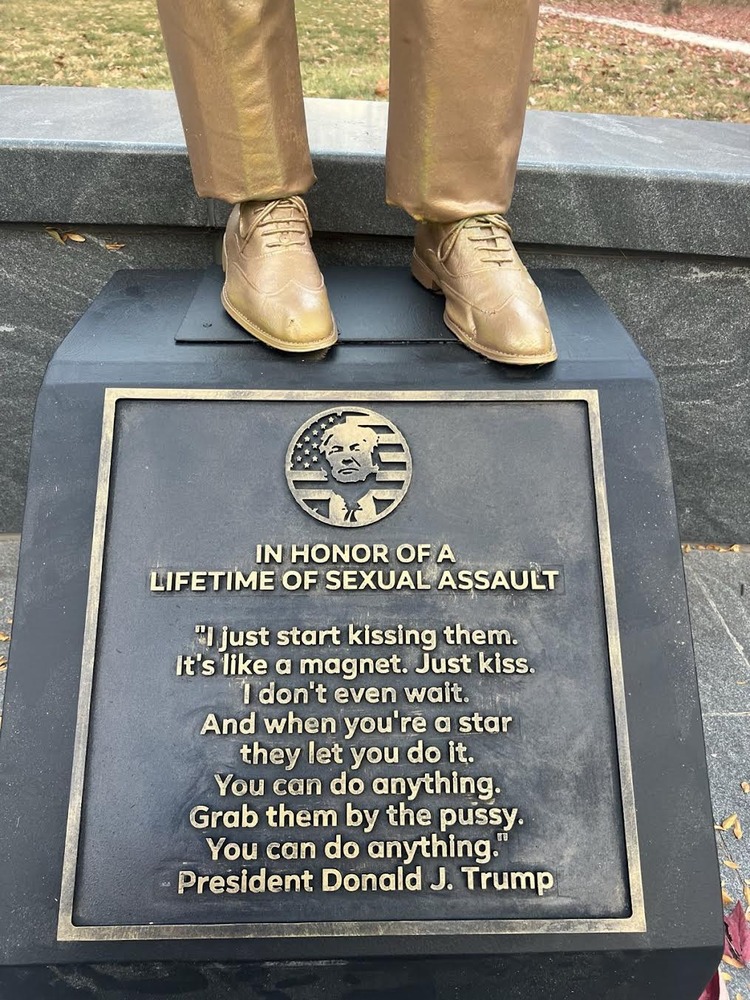 IN HONOR OF A
LIFETIME OF SEXUAL ASSAULT
"I just start kissing them.
It's like a magnet. Just kiss.
I don't even wait.
And when you're a star
they let you do it.
You can do anything.
Grab them by the pussy.
You can do anything."
President Donald J. Trump